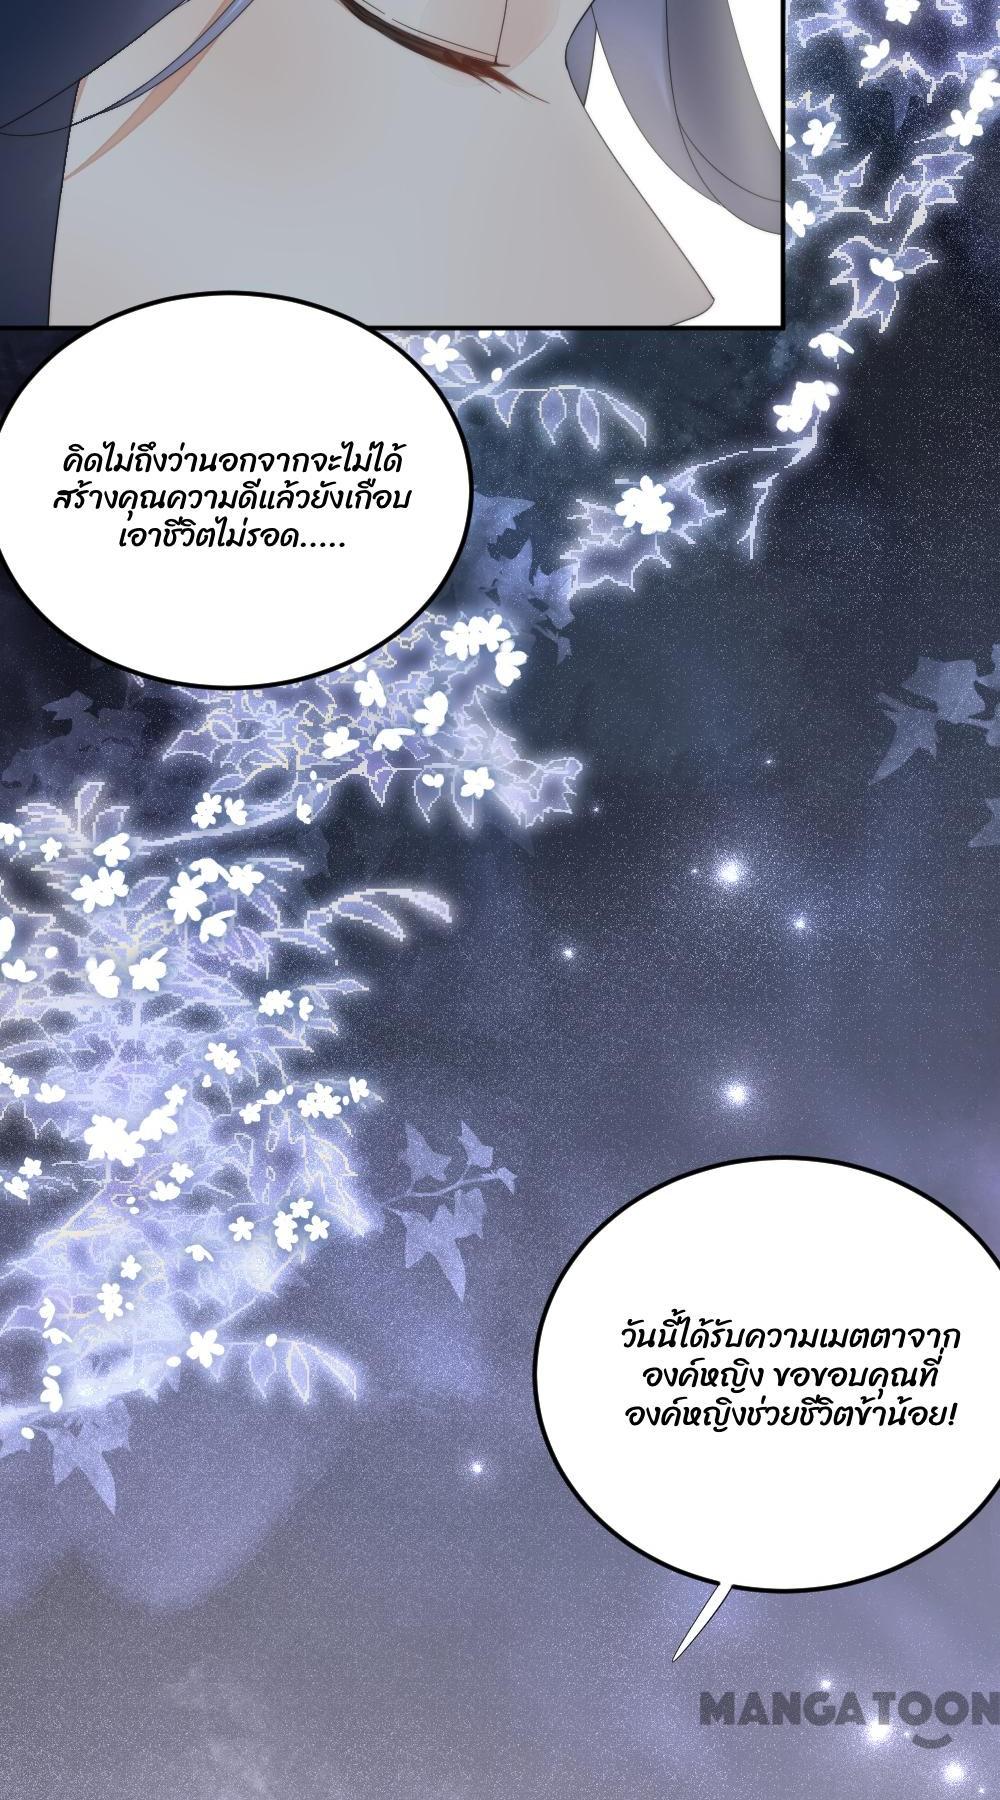 คิดไม่ถึงว่านอกจากจะไม่ได้
สร้างคุณความดีแล้วยังเกือบ
เอาชีวิตไม่รอด.....
วันนี้ได้รับความเมตตาจาก
องค์หญิง ขอขอบคุณที่
องค์หญิงช่วยชีวิตข้าน้อย!
MANGA TOON